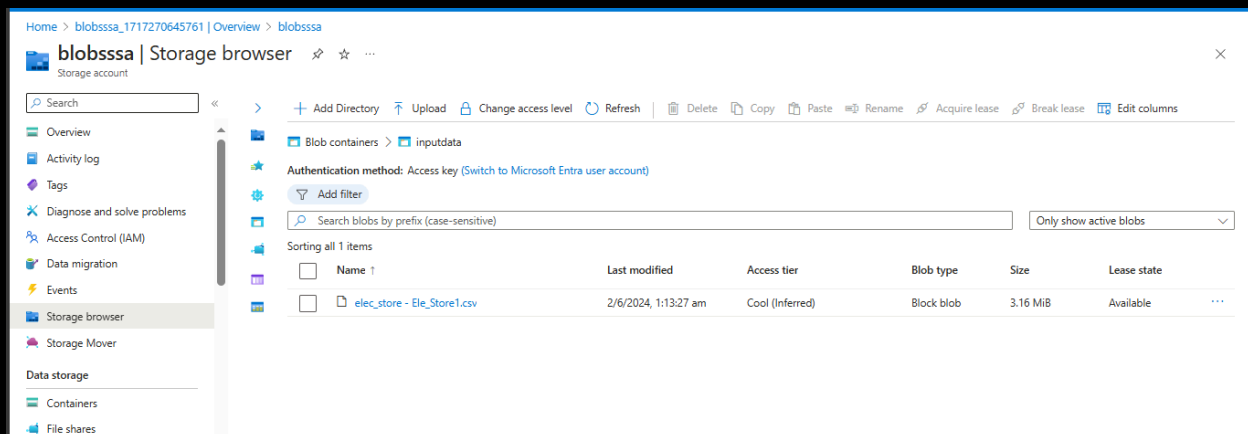 Home > blobsssa_1717270645761 | Overview > blobsssa
blobsssa | Storage browser
Storage account
Search
Overview
Activity log
Tags
Diagnose and solve problems
Access Control (IAM)
Data migration
Events
Storage browser
Storage Mover
Data storage
Containers
File shares
Add Directory Upload Change access level Refresh Delete Copy Paste Rename Acquire lease Break lease Edit columns
Blob containers > inputdata
Authentication method: Access key (Switch to Microsoft Entra user account)
Add filter
Search blobs by prefix (case-sensitive) Only show active blobs
Sorting all 1 items
Name ↑ Last modified Access tier Blob type Size Lease state
elec_store - Ele_Store1.csv 2/6/2024, 1:13:27 am Cool (Inferred) Block blob 3.16 MiB Available